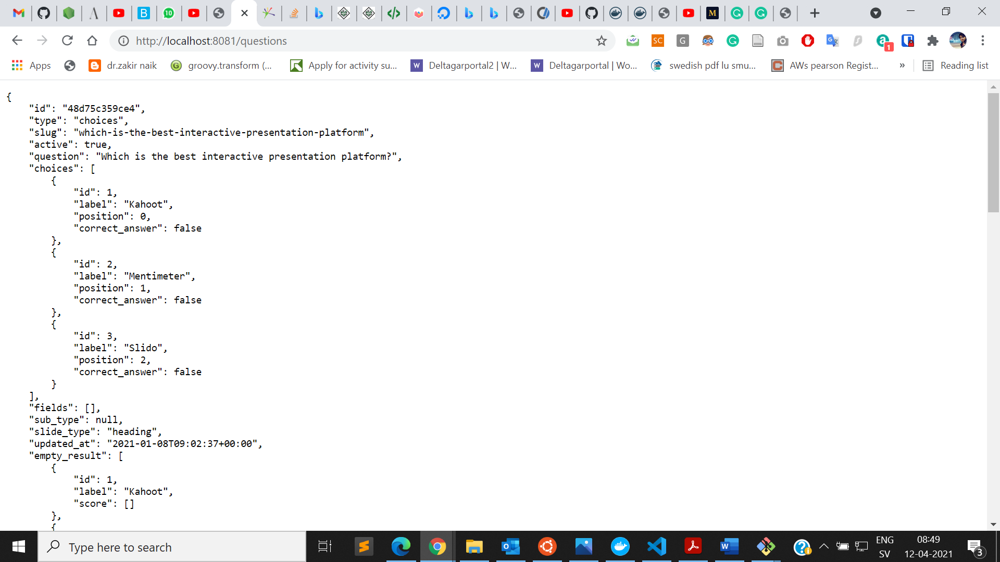 10
http://localhost:8081/questions
SC
G
1
Apps
dr.zakir naik
groovy.transform (...
Apply for activity su...
Deltagarportal2 | W...
Deltagarportal | Wo...
swedish pdf lu smu...
AWs pearson Regist...
»
Reading list
{
"id": "48d75c359ce4",
"type": "choices",
"slug": "which-is-the-best-interactive-presentation-platform",
"active": true,
"question": "Which is the best interactive presentation platform?",
"choices": [
{
"id": 1,
"label": "Kahoot",
"position": 0,
"correct_answer": false
},
{
"id": 2,
"label": "Mentimeter",
"position": 1,
"correct_answer": false
},
{
"id": 3,
"label": "Slido",
"position": 2,
"correct_answer": false
}
],
"fields": [],
"sub_type": null,
"slide_type": "heading",
"updated_at": "2021-01-08T09:02:37+00:00",
"empty_result": [
{
"id": 1,
"label": "Kahoot",
"score": []
},
{
Type here to search
ENG
SV
08:49
12-04-2021
3